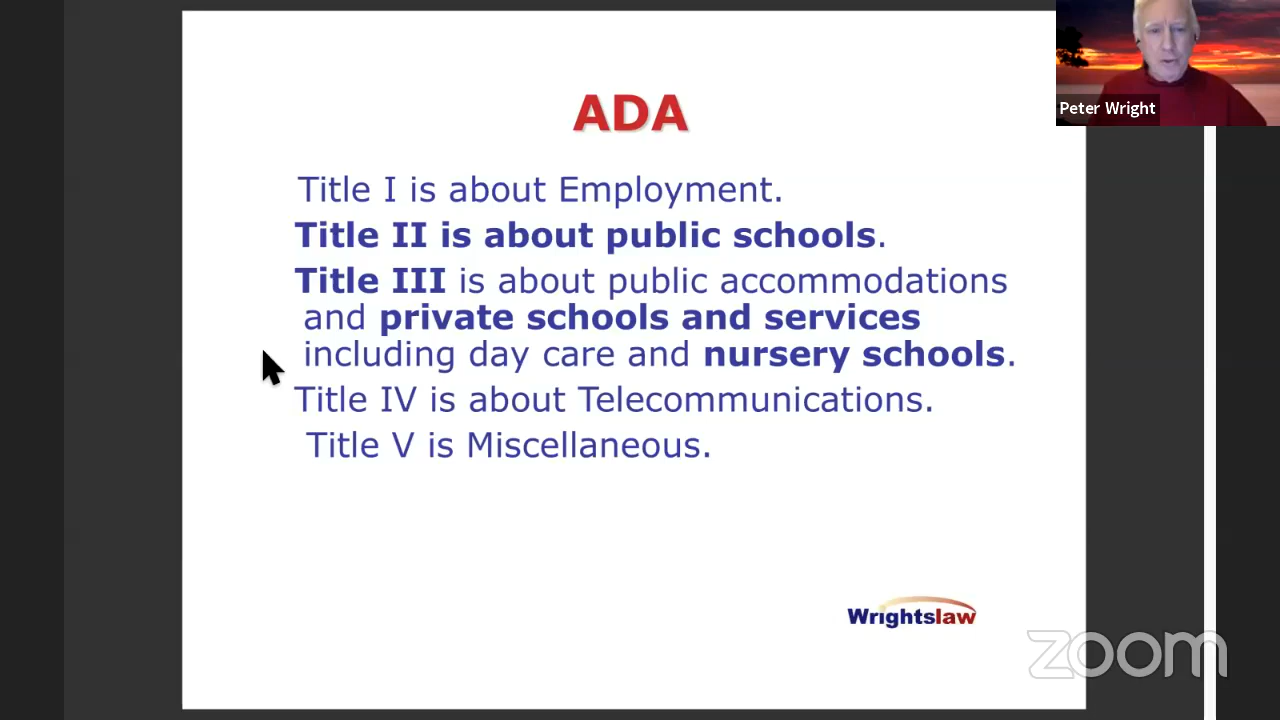 ADA
Title I is about Employment.
Title II is about public schools.
Title III is about public accommodations
and private schools and services
including day care and nursery schools.
Title IV is about Telecommunications.
Title V is Miscellaneous.
Wrightslaw
Peter Wright
zoom